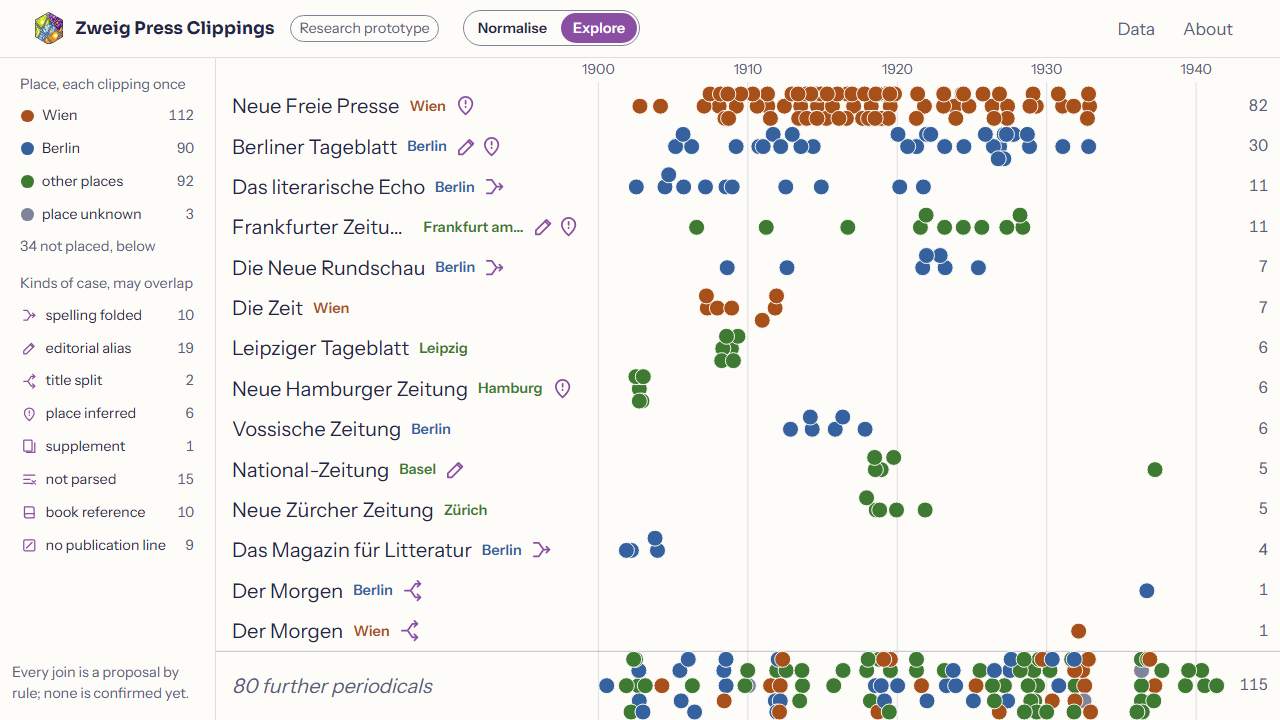 Zweig Press Clippings Research prototype Normalise Explore Data About
Place, each clipping once
Wien 112
Berlin 90
other places 92
place unknown 3
34 not placed, below
Kinds of case, may overlap
spelling folded 10
editorial alias 19
title split 2
place inferred 6
supplement 1
not parsed 15
book reference 10
no publication line 9
Every join is a proposal by
rule; none is confirmed yet.
1900 1910 1920 1930 1940
Neue Freie Presse Wien 82
Berliner Tageblatt Berlin 30
Das literarische Echo Berlin 11
Frankfurter Zeitu... Frankfurt am... 11
Die Neue Rundschau Berlin 7
Die Zeit Wien 7
Leipziger Tageblatt Leipzig 6
Neue Hamburger Zeitung Hamburg 6
Vossische Zeitung Berlin 6
National-Zeitung Basel 5
Neue Zürcher Zeitung Zürich 5
Das Magazin für Litteratur Berlin 4
Der Morgen Berlin 1
Der Morgen Wien 1
80 further periodicals 115